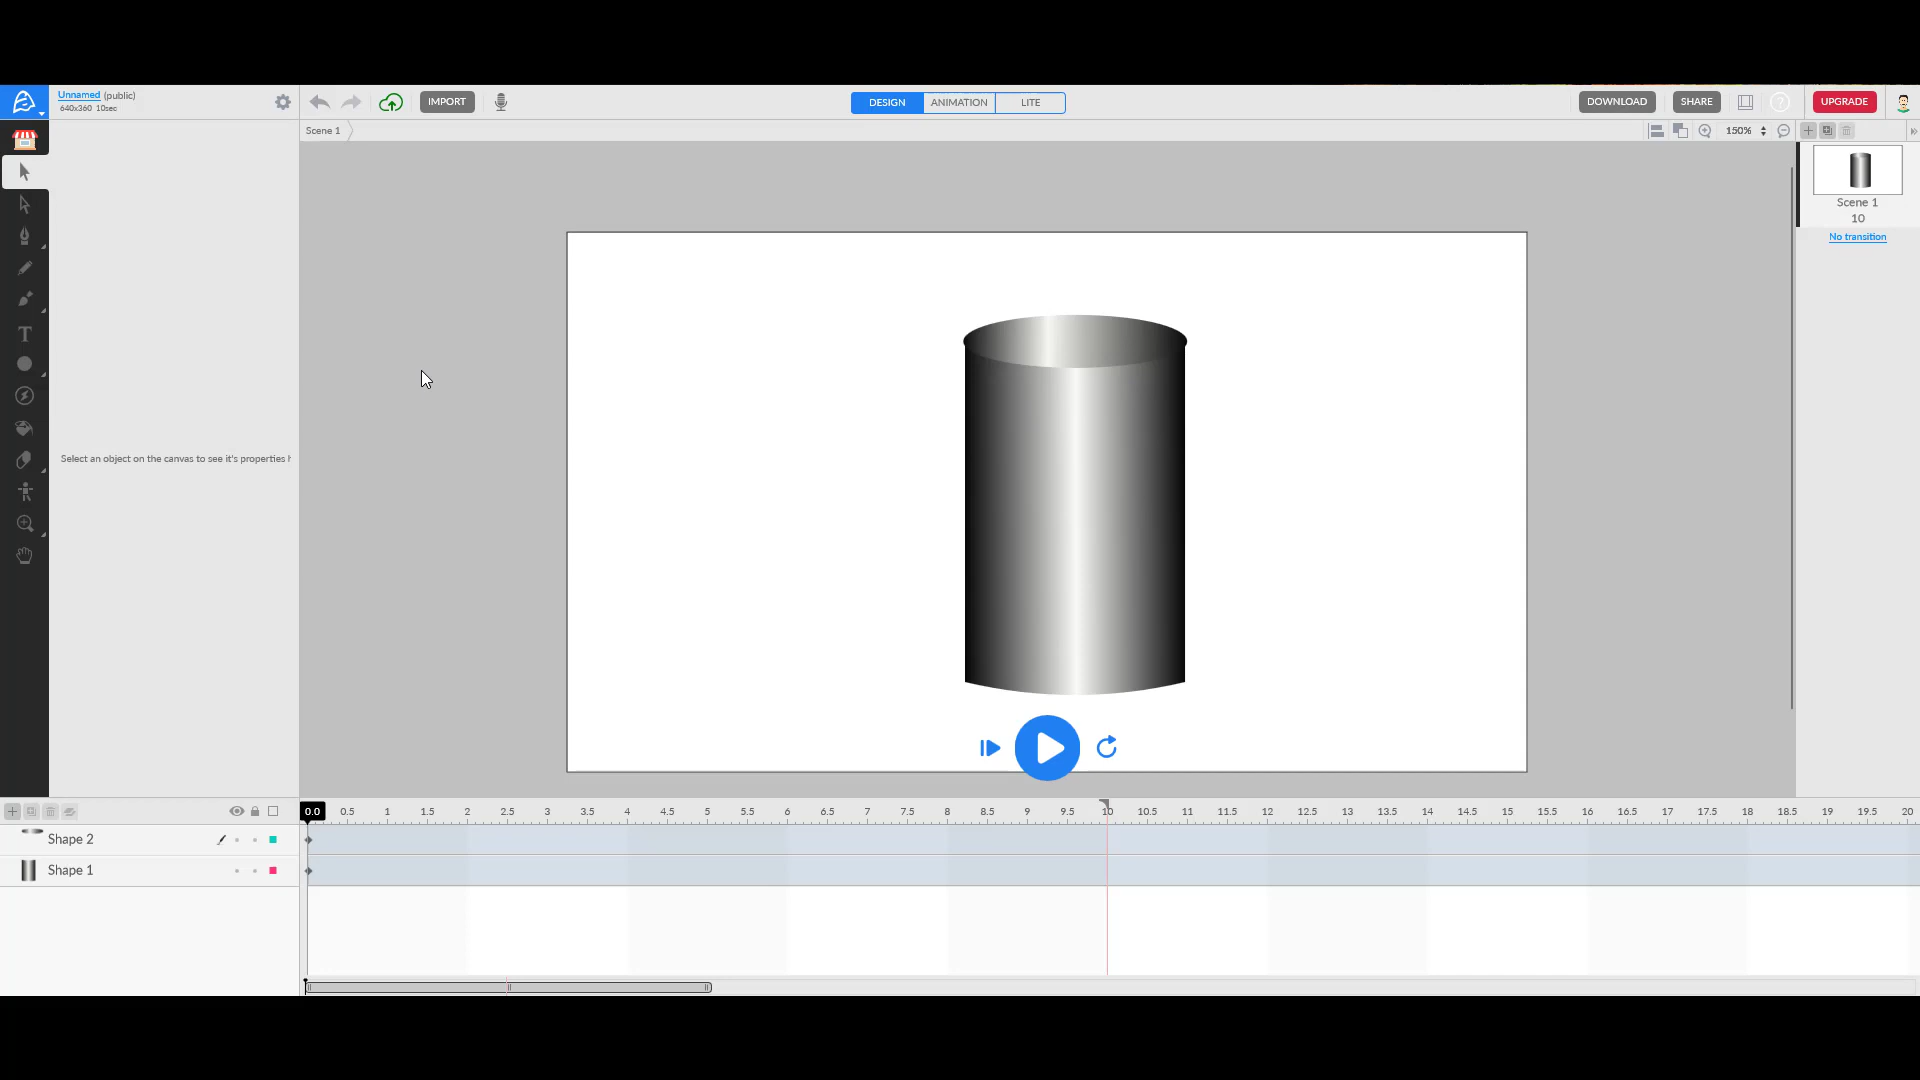 Unnamed (public)
640x360 10sec
IMPORT
DESIGN ANIMATION LITE
DOWNLOAD SHARE ? UPGRADE
Scene 1
150%
T
Scene 1
10
No transition
Select an object on the canvas to see it's properties h
0.0 0.5 1 1.5 2 2.5 3 3.5 4 4.5 5 5.5 6 6.5 7 7.5 8 8.5 9 9.5 10 10.5 11 11.5 12 12.5 13 13.5 14 14.5 15 15.5 16 16.5 17 17.5 18 18.5 19 19.5 20
Shape 2
Shape 1